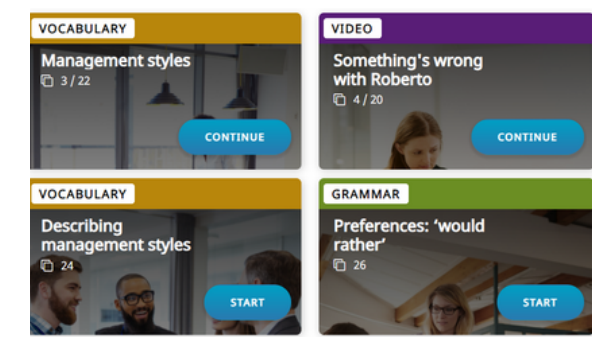 VOCABULARY
Management styles
3 / 22
CONTINUE
VIDEO
Something's wrong
with Roberto
4 / 20
CONTINUE
VOCABULARY
Describing
management styles
24
START
GRAMMAR
Preferences: ‘would
rather’
26
START